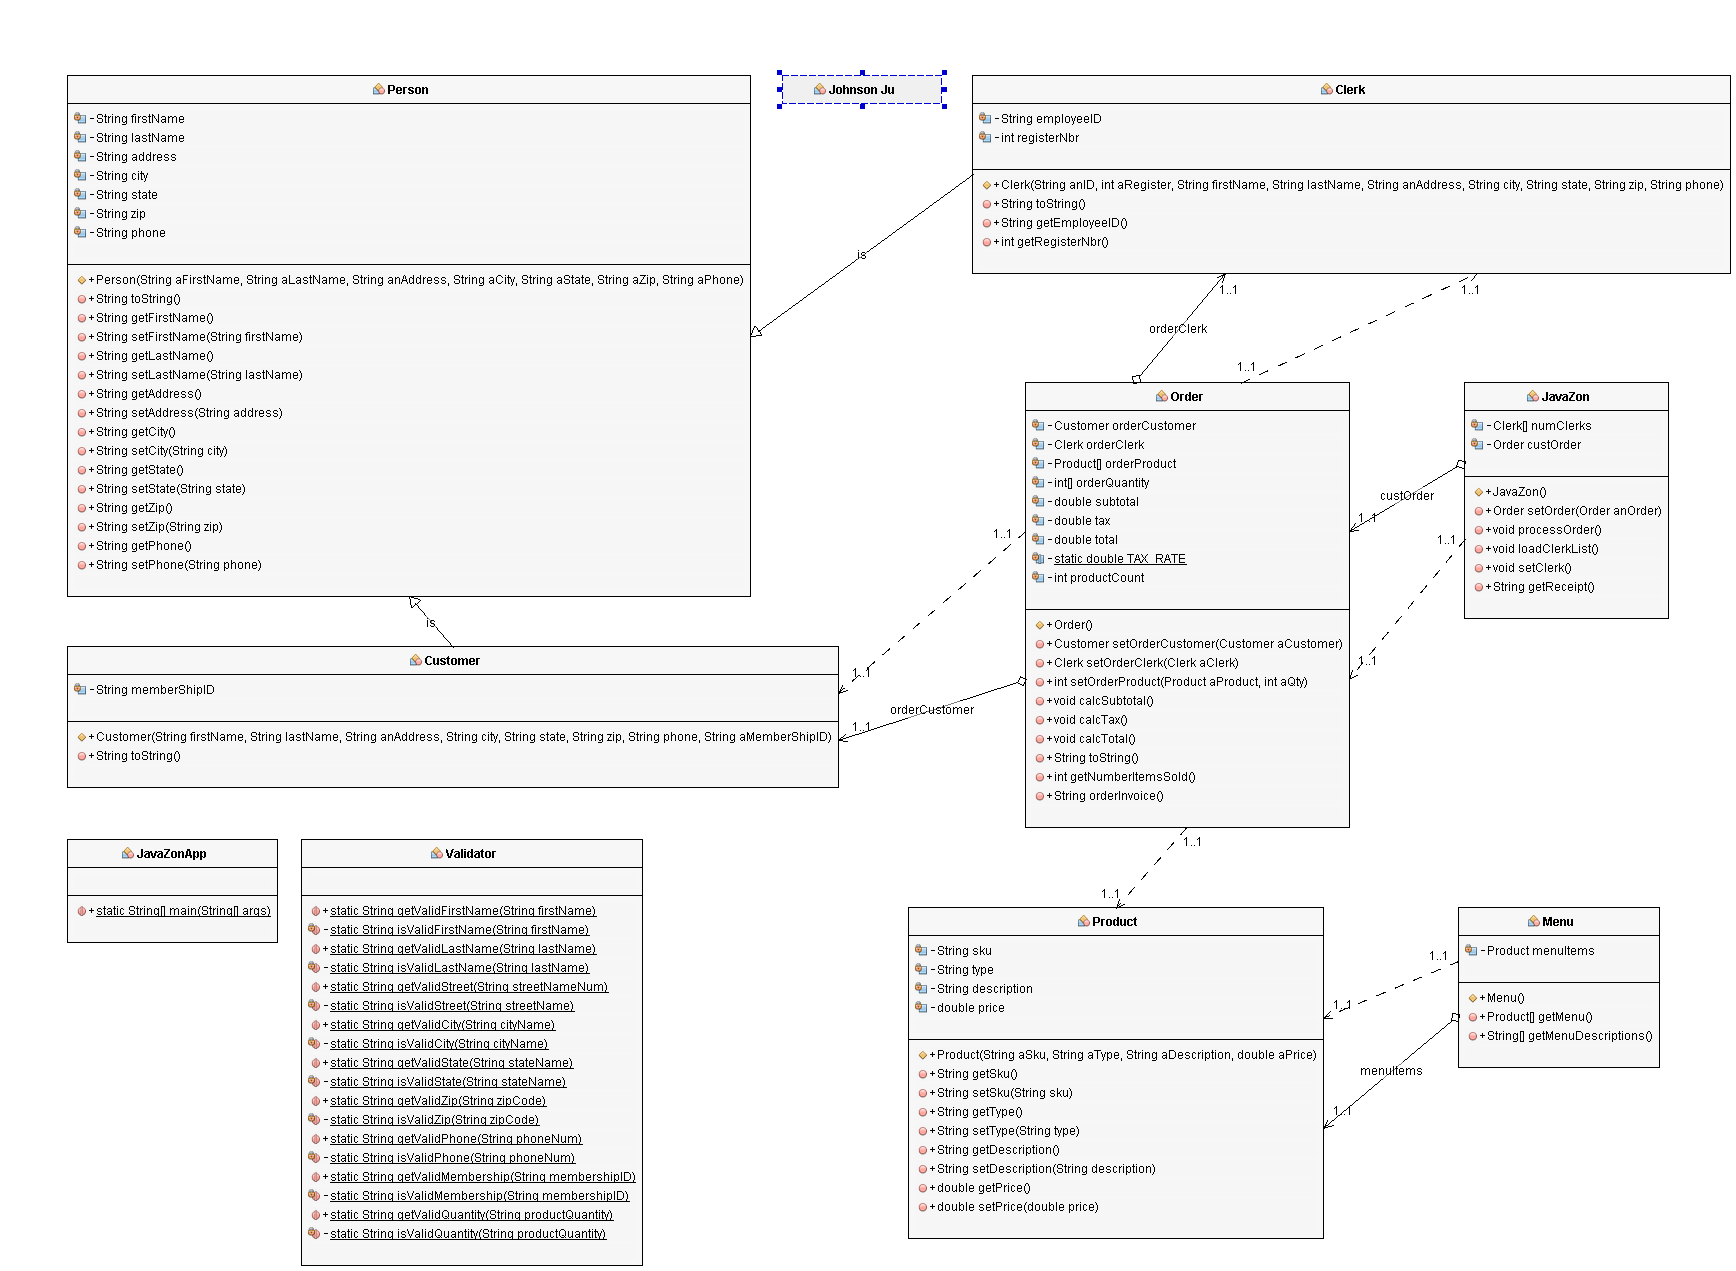 Person
- String firstName
- String lastName
- String address
- String city
- String state
- String zip
- String phone
+ Person(String aFirstName, String aLastName, String anAddress, String aCity, String aState, String aZip, String aPhone)
+ String toString()
+ String getFirstName()
+ String setFirstName(String firstName)
+ String getLastName()
+ String setLastName(String lastName)
+ String getAddress()
+ String setAddress(String address)
+ String getCity()
+ String setCity(String city)
+ String getState()
+ String setState(String state)
+ String getZip()
+ String setZip(String zip)
+ String getPhone()
+ String setPhone(String phone)
Johnson Ju
Clerk
- String employeeID
- int registerNbr
+ Clerk(String anID, int aRegister, String firstName, String lastName, String anAddress, String city, String state, String zip, String phone)
+ String toString()
+ String getEmployeeID()
+ int getRegisterNbr()
is
1..1
1..1
orderClerk
1..1
Order
- Customer orderCustomer
- Clerk orderClerk
- Product[] orderProduct
- int[] orderQuantity
- double subtotal
- double tax
- double total
- static double TAX_RATE
- int productCount
+ Order()
+ Customer setOrderCustomer(Customer aCustomer)
+ Clerk setOrderClerk(Clerk aClerk)
+ int setOrderProduct(Product aProduct, int aQty)
+ void calcSubtotal()
+ void calcTax()
+ void calcTotal()
+ String toString()
+ int getNumberItemsSold()
+ String orderInvoice()
JavaZon
- Clerk[] numClerks
- Order custOrder
+ JavaZon()
+ Order setOrder(Order anOrder)
+ void processOrder()
+ void loadClerkList()
+ void setClerk()
+ String getReceipt()
custOrder
1..1
1..1
1..1
1..1
is
Customer
- String memberShipID
+ Customer(String firstName, String lastName, String anAddress, String city, String state, String zip, String phone, String aMemberShipID)
+ String toString()
1..1
orderCustomer
1..1
JavaZonApp
+ static String[] main(String[] args)
Validator
+ static String getValidFirstName(String firstName)
- static String isValidFirstName(String firstName)
+ static String getValidLastName(String lastName)
- static String isValidLastName(String lastName)
+ static String getValidStreet(String streetNameNum)
- static String isValidStreet(String streetName)
+ static String getValidCity(String cityName)
- static String isValidCity(String cityName)
+ static String getValidState(String stateName)
- static String isValidState(String stateName)
+ static String getValidZip(String zipCode)
- static String isValidZip(String zipCode)
+ static String getValidPhone(String phoneNum)
- static String isValidPhone(String phoneNum)
+ static String getValidMembership(String membershipID)
- static String isValidMembership(String membershipID)
+ static String getValidQuantity(String productQuantity)
- static String isValidQuantity(String productQuantity)
1..1
1..1
Product
- String sku
- String type
- String description
- double price
+ Product(String aSku, String aType, String aDescription, double aPrice)
+ String getSku()
+ String setSku(String sku)
+ String getType()
+ String setType(String type)
+ String getDescription()
+ String setDescription(String description)
+ double getPrice()
+ double setPrice(double price)
Menu
- Product menuItems
+ Menu()
+ Product[] getMenu()
+ String[] getMenuDescriptions()
1..1
1..1
menuItems
1..1